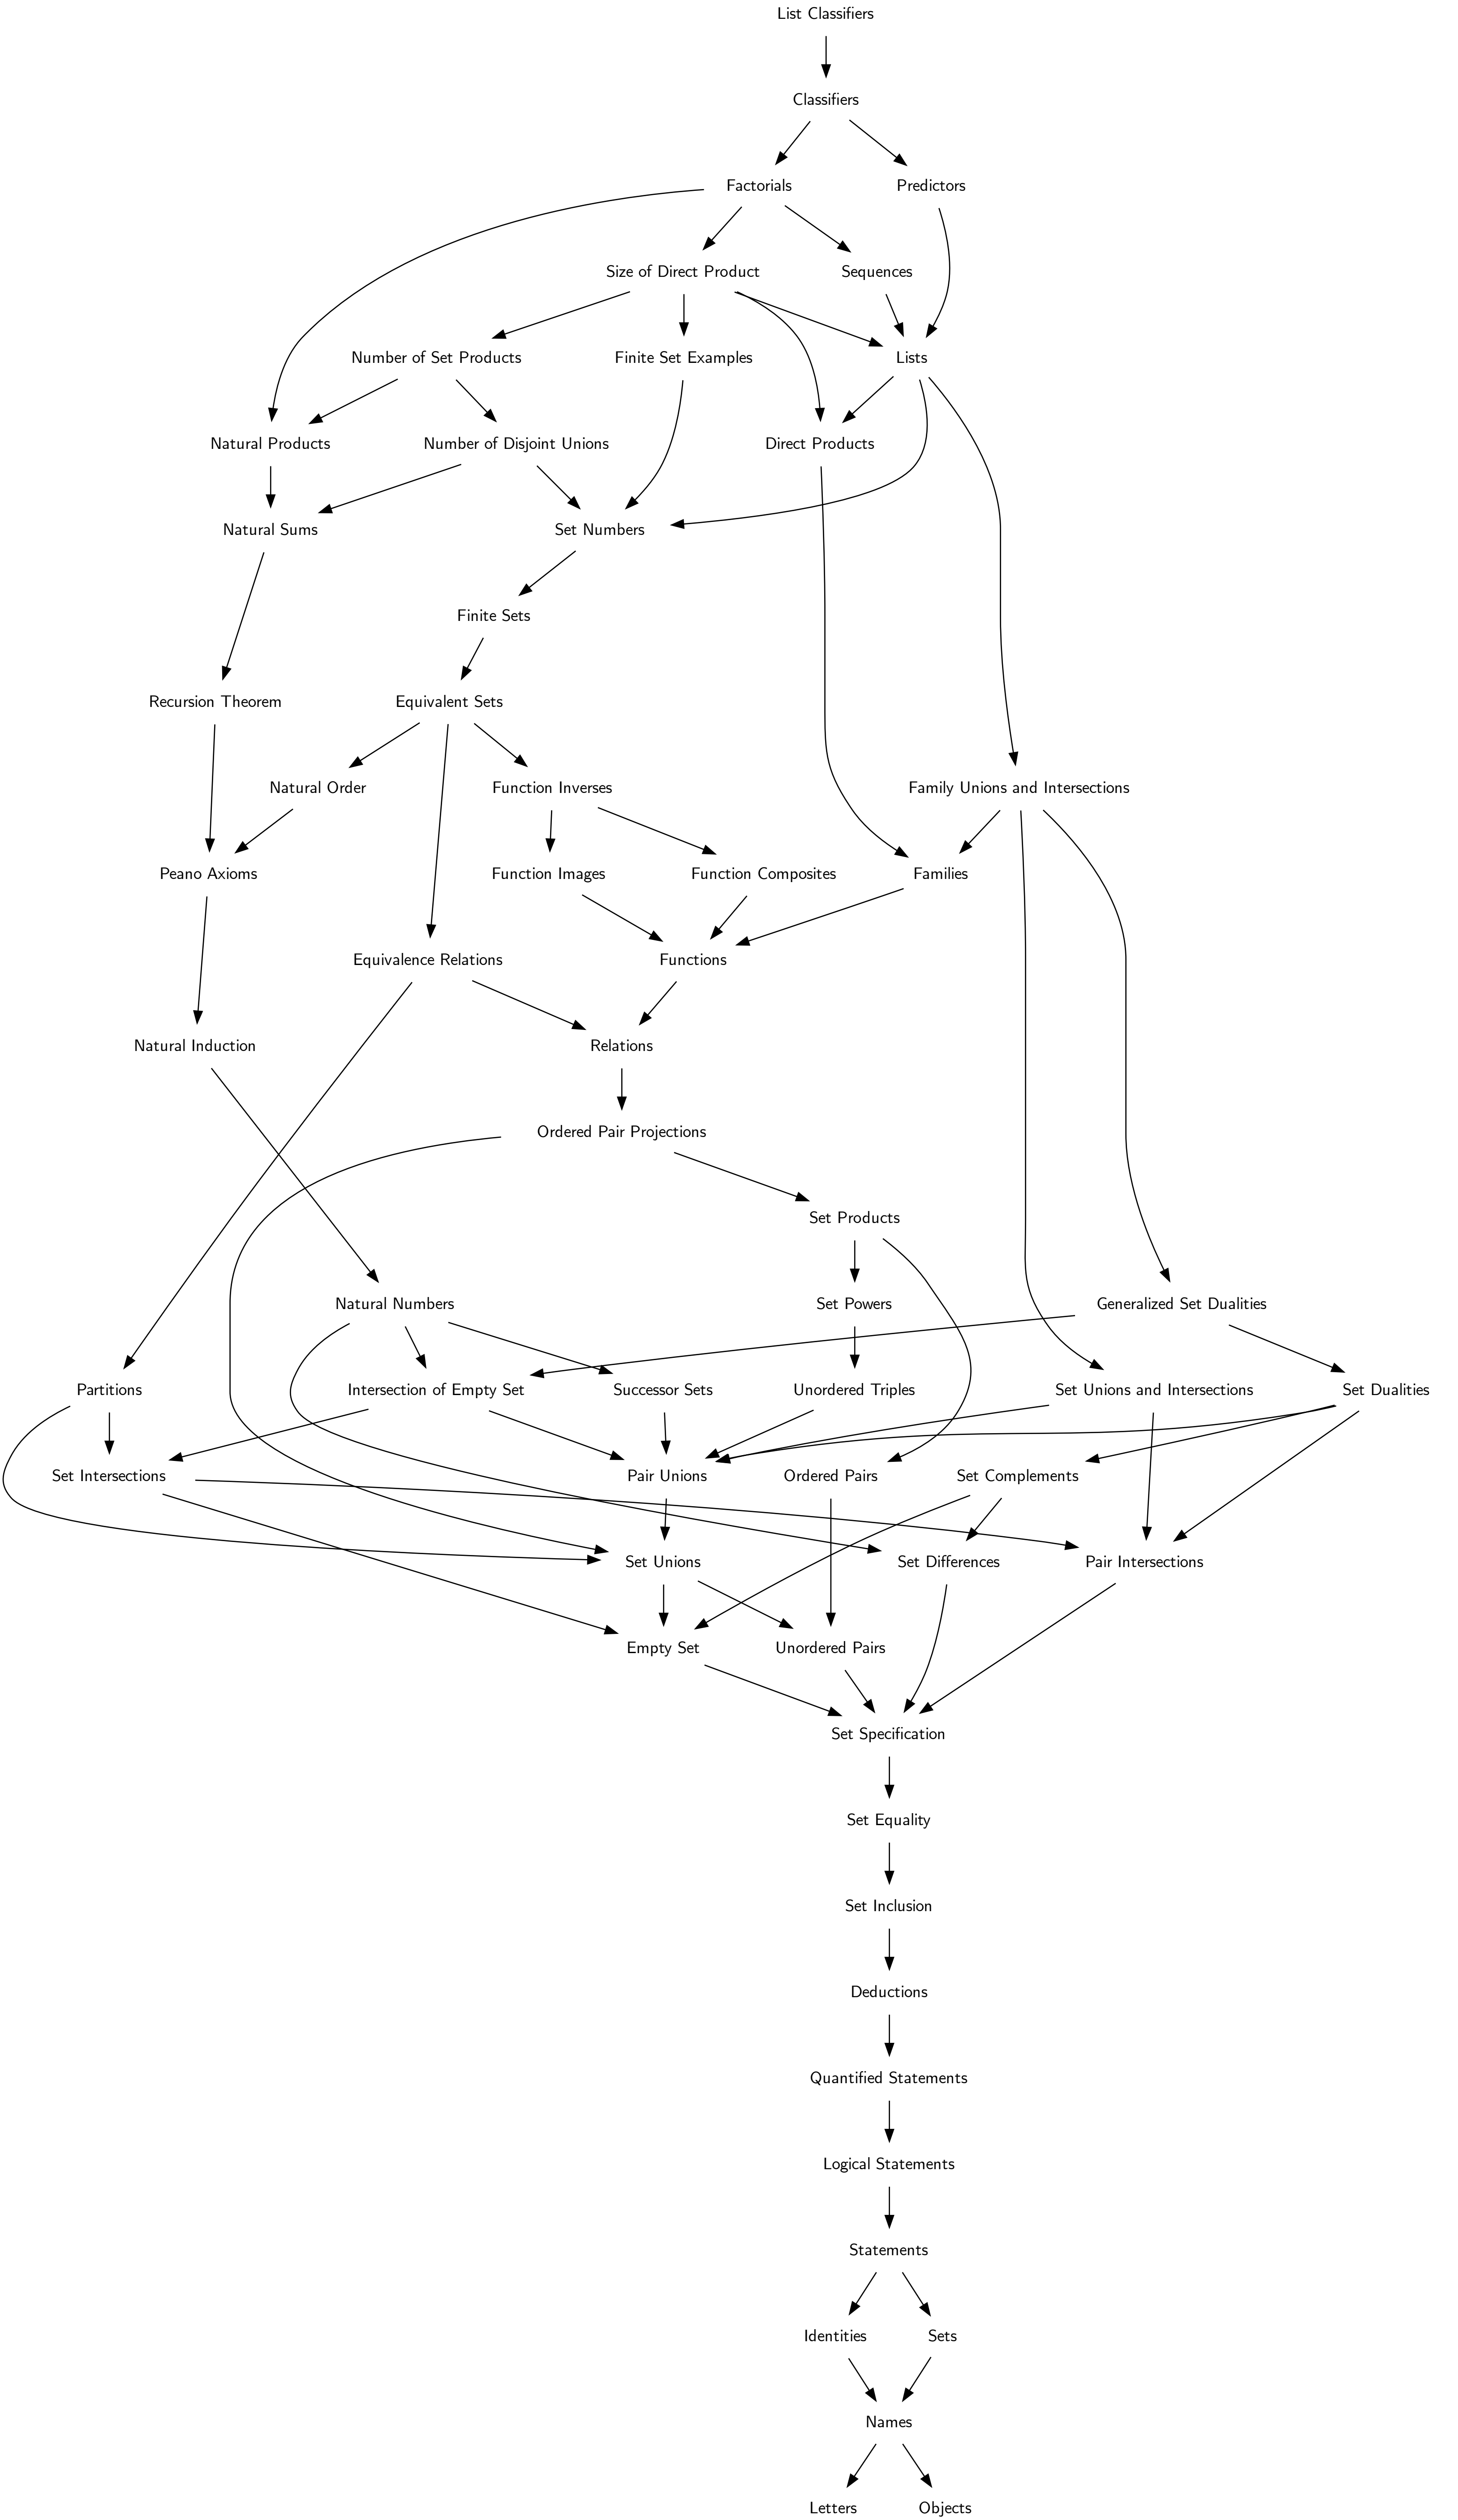 List Classifiers
Classifiers
Factorials
Predictors
Size of Direct Product
Sequences
Number of Set Products
Finite Set Examples
Lists
Natural Products
Number of Disjoint Unions
Direct Products
Natural Sums
Set Numbers
Finite Sets
Recursion Theorem
Equivalent Sets
Natural Order
Function Inverses
Family Unions and Intersections
Peano Axioms
Function Images
Function Composites
Families
Equivalence Relations
Functions
Natural Induction
Relations
Ordered Pair Projections
Set Products
Natural Numbers
Set Powers
Generalized Set Dualities
Partitions
Intersection of Empty Set
Successor Sets
Unordered Triples
Set Unions and Intersections
Set Dualities
Set Intersections
Pair Unions
Ordered Pairs
Set Complements
Set Unions
Set Differences
Pair Intersections
Empty Set
Unordered Pairs
Set Specification
Set Equality
Set Inclusion
Deductions
Quantified Statements
Logical Statements
Statements
Identities
Sets
Names
Letters
Objects